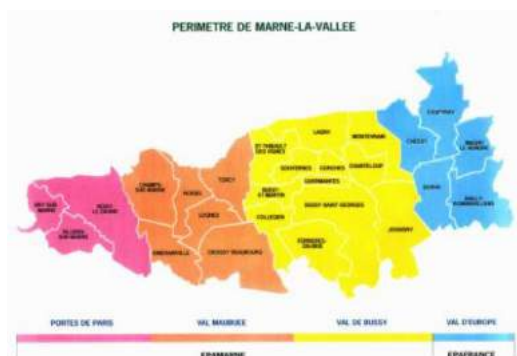 PERIMETRE DE MARNE-LA-VALLEE
LAGNY
MONTEVRAIN
COUPVRAY
CHESSY
ST THIBAULT
DES VIGNES
GOUVERNES
CONCHES
CHANTELOUP
GUERMANTES
TORCY
CHAMPS
SUR MARNE
NOISIEL
BUSSY
ST MARTIN
BUSSY SAINT GEORGES
SERRIS
BAILLY
ROMAINVILLIERS
BRY SUR
MARNE
NOISY
LE GRAND
LOGNES
COLLEGIEN
JOSSIGNY
VILLIERS
SUR MARNE
EMERAINVILLE
CROISSY BEAUBOURG
FERRIERES
EN BRIE
PORTES DE PARIS
VAL MAUBUEE
VAL DE BUSSY
VAL D'EUROPE
EPAMARNE
EPAFRANCE